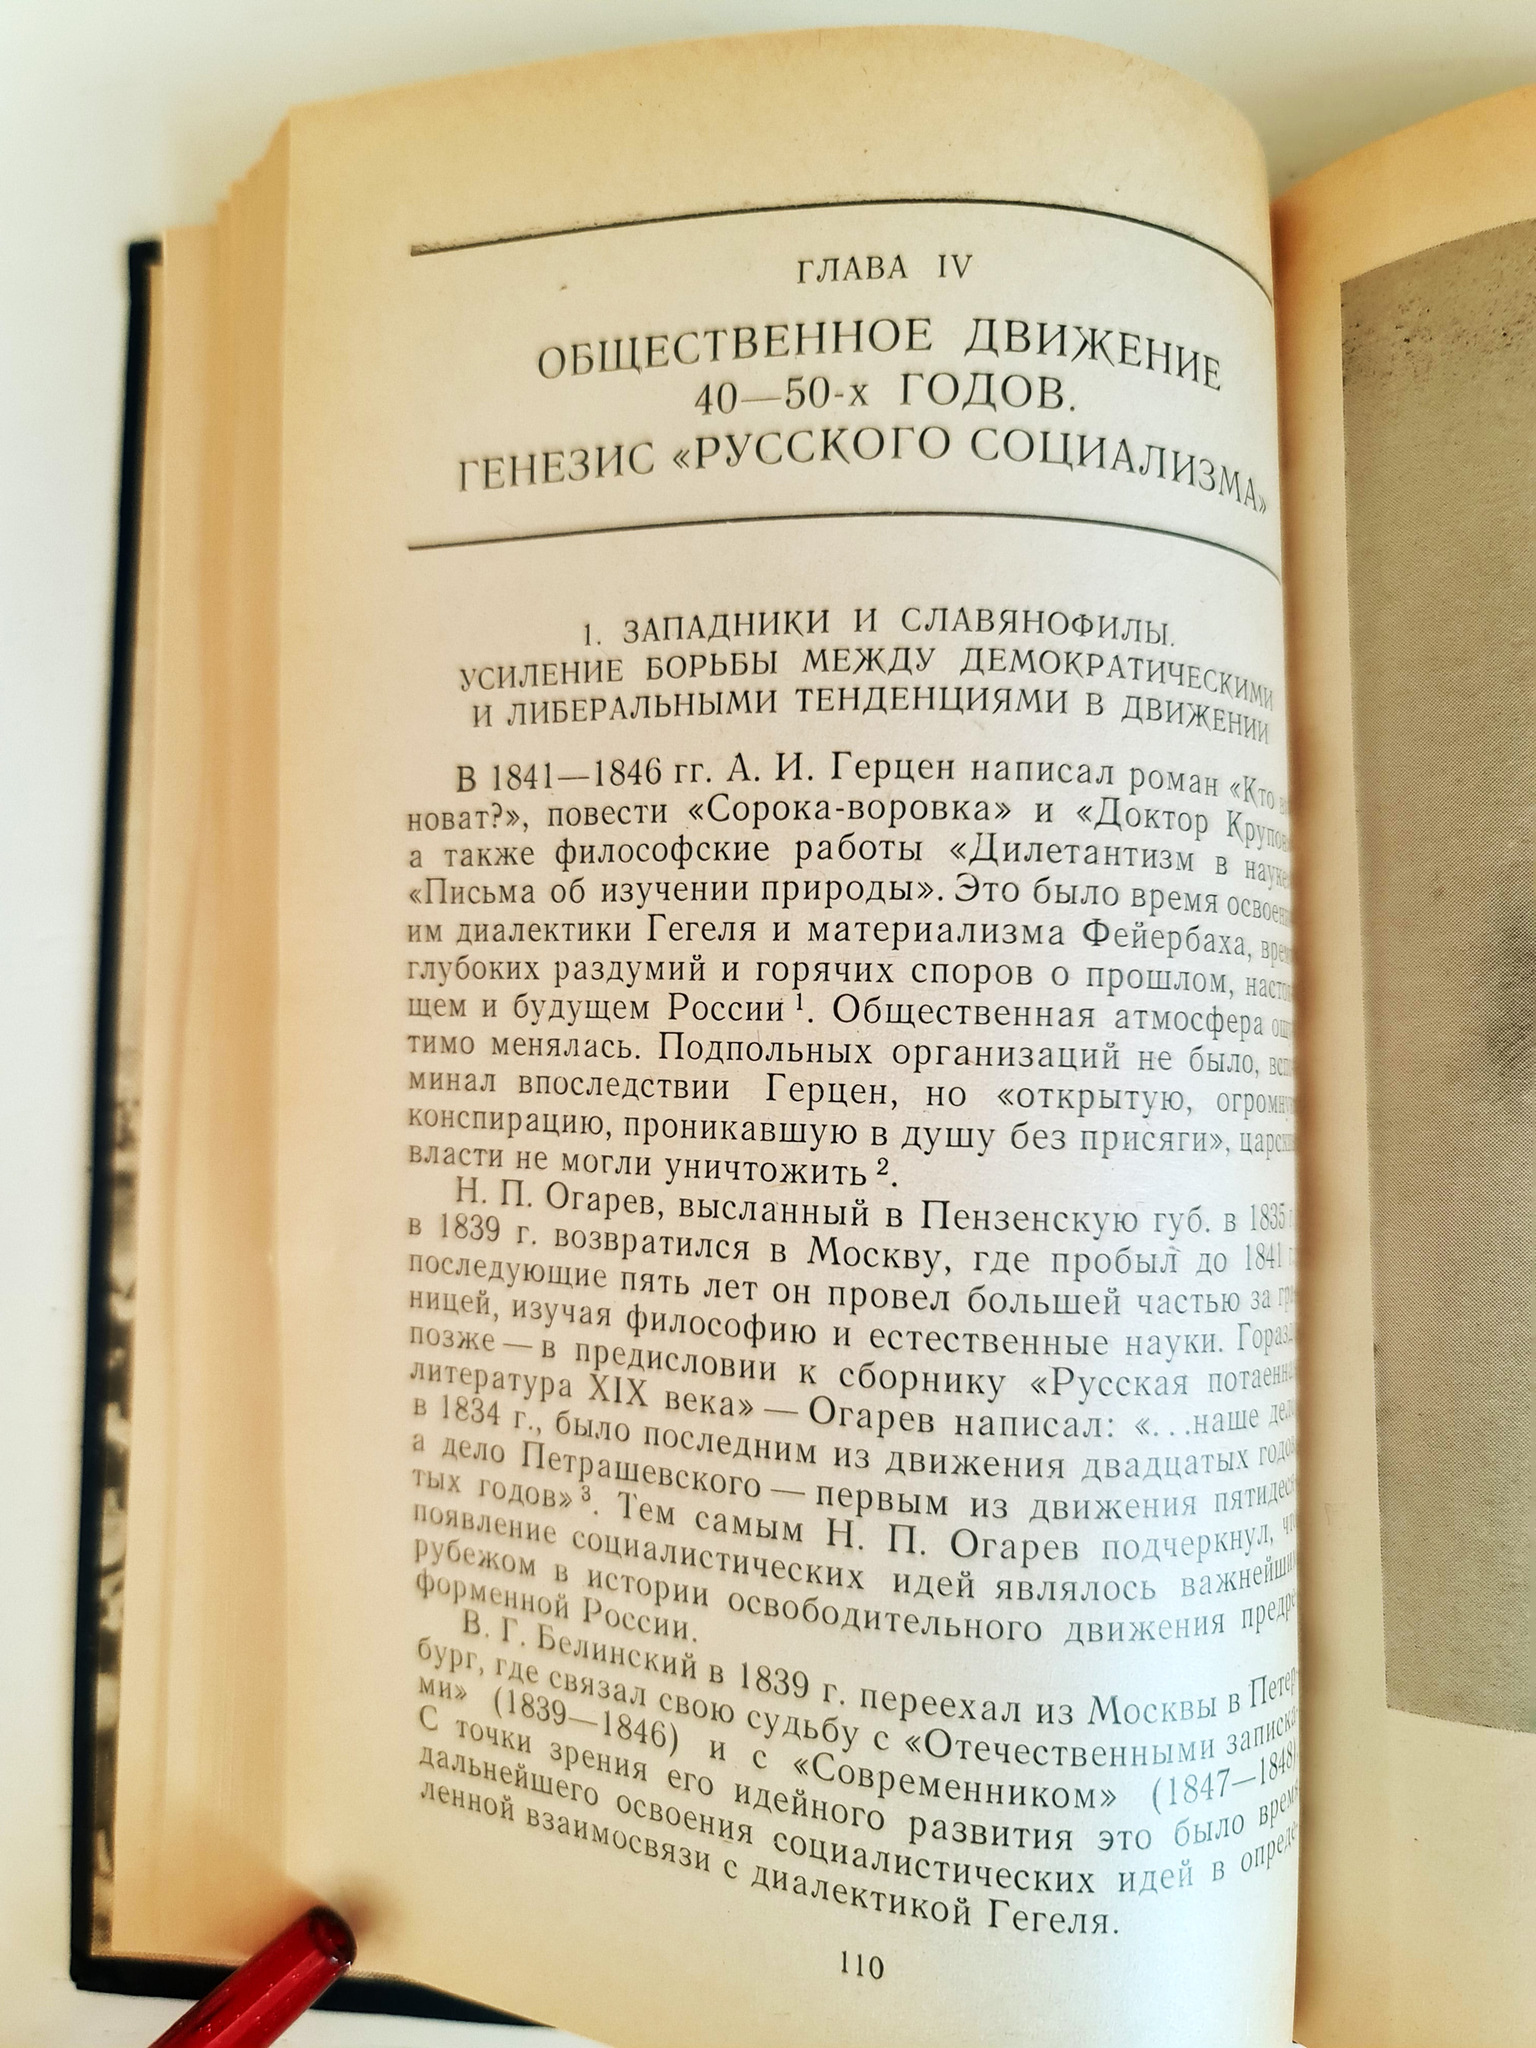 ГЛАВА IV
ОБЩЕСТВЕННОЕ ДВИЖЕНИЕ
40—50-х ГОДОВ.
ГЕНЕЗИС «РУССКОГО СОЦИАЛИЗМА»
1. ЗАПАДНИКИ И СЛАВЯНОФИЛЫ.
УСИЛЕНИЕ БОРЬБЫ МЕЖДУ ДЕМОКРАТИЧЕСКИМИ
И ЛИБЕРАЛЬНЫМИ ТЕНДЕНЦИЯМИ В ДВИЖЕНИИ
В 1841—1846 гг. А. И. Герцен написал роман «Кто
новат?», повести «Сорока-воровка» и «Доктор Крупов
а также философские работы «Дилетантизм в науке
«Письма об изучении природы». Это было время освоен
им диалектики Гегеля и материализма Фейербаха, врем
глубоких раздумий и горячих споров о прошлом, насто
щем и будущем России ¹. Общественная атмосфера ощ
тимо менялась. Подпольных организаций не было, вспо
минал впоследствии Герцен, но «открытую, огромну
конспирацию, проникавшую в душу без присяги», царск
власти не могли уничтожить ².
Н. П. Огарев, высланный в Пензенскую губ. в 1835
в 1839 г. возвратился в Москву, где пробыл до 1841 г.
последующие пять лет он провел большей частью за гра
ницей, изучая философию и естественные науки. Горазд
позже — в предисловии к сборнику «Русская потаенна
литература XIX века» — Огарев написал: «...наше дело
в 1834 г., было последним из движения двадцатых годов
а дело Петрашевского — первым из движения пятидеся
тых годов» ³. Тем самым Н. П. Огарев подчеркнул, что
появление социалистических идей являлось важнейшим
рубежом в истории освободительного движения предре
форменной России.
В. Г. Белинский в 1839 г. переехал из Москвы в Петер-
бург, где связал свою судьбу с «Отечественными записка-
ми» (1839—1846) и с «Современником» (1847—1848)
С точки зрения его идейного развития это было время
дальнейшего освоения социалистических идей в опреде-
ленной взаимосвязи с диалектикой Гегеля.
110